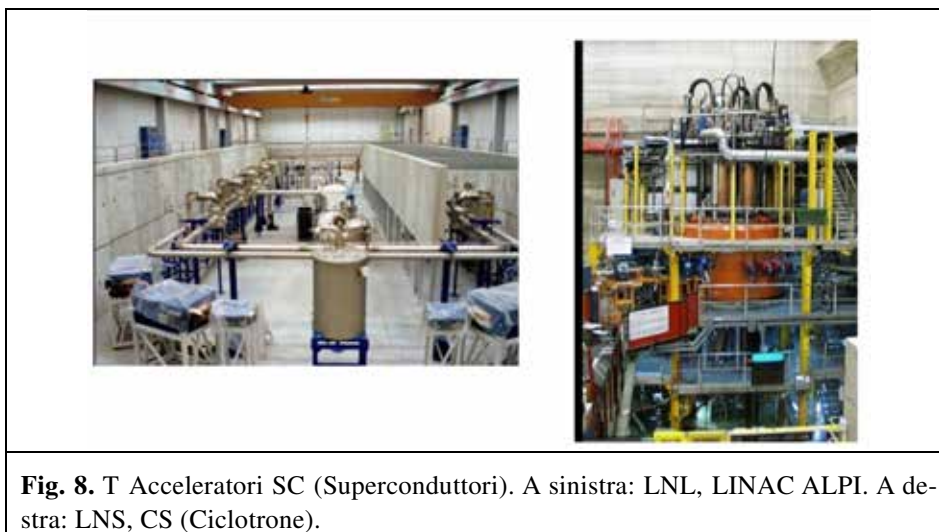 Fig. 8. T Acceleratori SC (Superconduttori). A sinistra: LNL, LINAC ALPI. A de-
stra: LNS, CS (Ciclotrone).